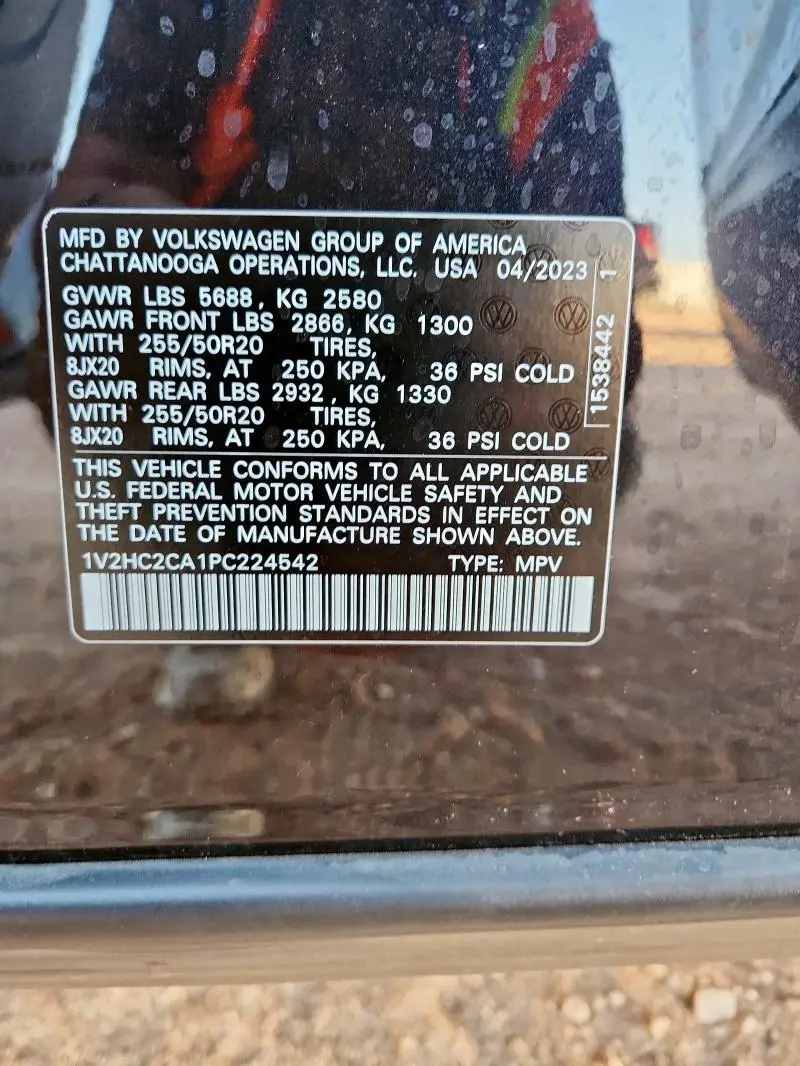 MFD BY VOLKSWAGEN GROUP OF AMERICA
CHATTANOOGA OPERATIONS, LLC. USA 04/2023
GVWR LBS 5688, KG 2580
GAWR FRONT LBS 2866, KG 1300
WITH 255/50R20 TIRES,
8JX20 RIMS, AT 250 KPA, 36 PSI COLD
GAWR REAR LBS 2932, KG 1330
WITH 255/50R20 TIRES,
8JX20 RIMS, AT 250 KPA, 36 PSI COLD
1538442 1
THIS VEHICLE CONFORMS TO ALL APPLICABLE
U.S. FEDERAL MOTOR VEHICLE SAFETY AND
THEFT PREVENTION STANDARDS IN EFFECT ON
THE DATE OF MANUFACTURE SHOWN ABOVE.
1V2HC2CA1PC224542 TYPE: MPV